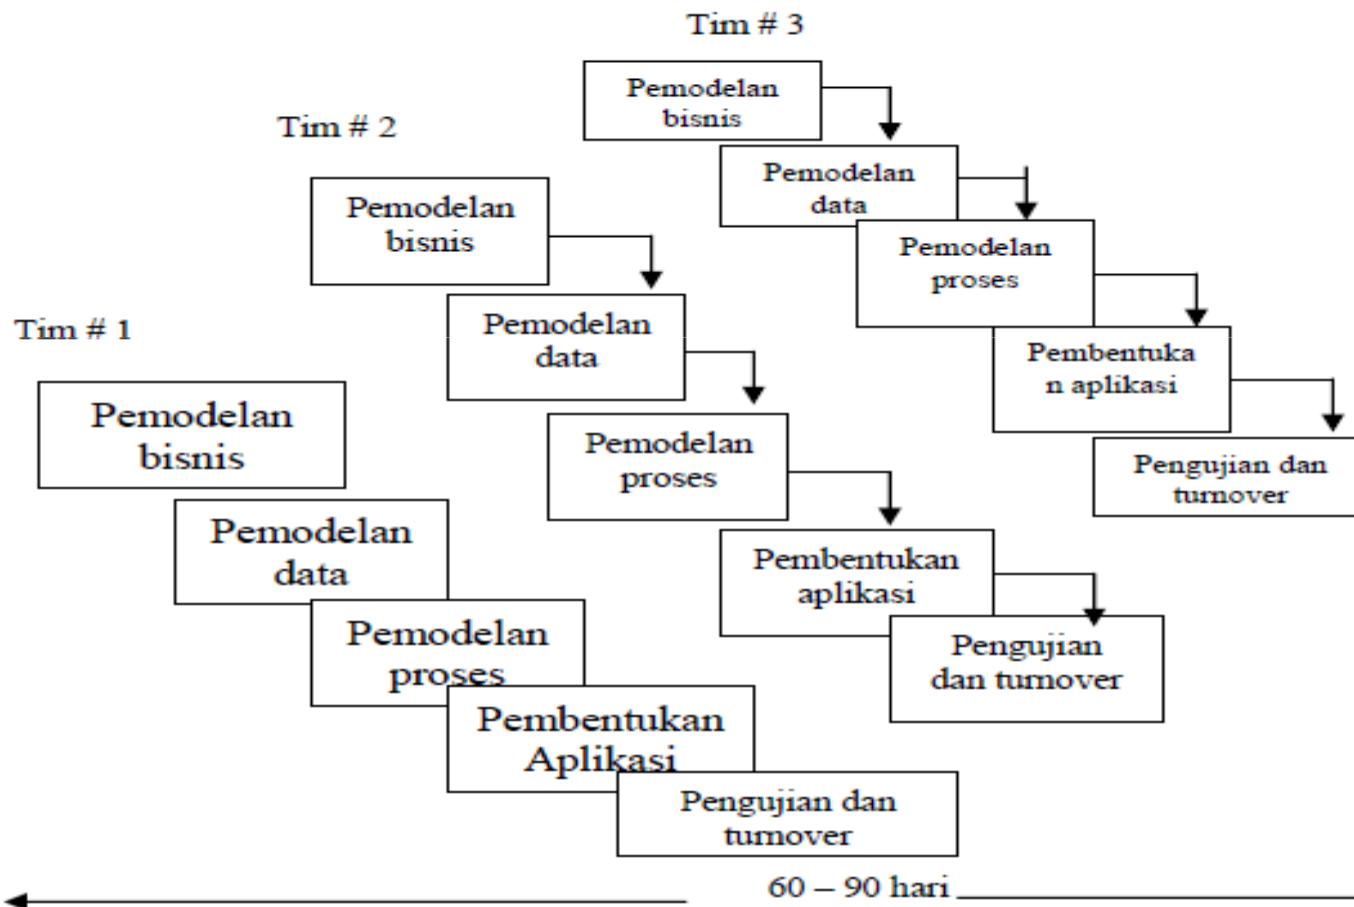 Tim # 3
Pemodelan
bisnis
Pemodelan
data
Pemodelan
proses
Pembentuka
n aplikasi
Pengujian dan
turnover
Tim # 2
Pemodelan
bisnis
Pemodelan
data
Pemodelan
proses
Pembentukan
aplikasi
Pengujian
dan turnover
Tim # 1
Pemodelan
bisnis
Pemodelan
data
Pemodelan
proses
Pembentukan
Aplikasi
Pengujian dan
turnover
60 – 90 hari